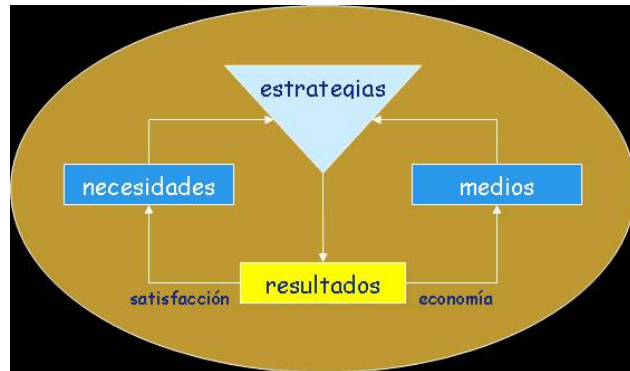 estrategias
necesidades
medios
resultados
satisfacción
economía